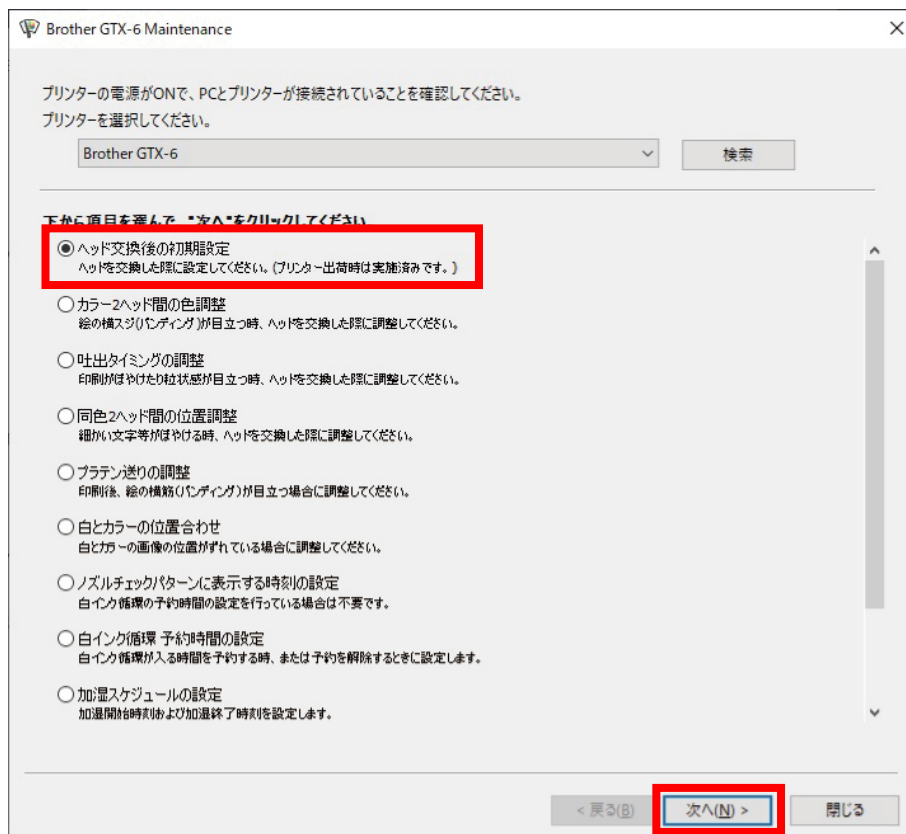 Brother GTX-6 Maintenance
プリンターの電源がONで、PCとプリンターが接続されていることを確認してください。
プリンターを選択してください。
Brother GTX-6
検索
下から項目を選んで、"次へ"をクリックしてください
ヘッド交換後の初期設定
ヘッドを交換した際に設定してください。(プリンター出荷時は実施済みです。)
カラー2ヘッド間の色調整
絵の横スジ(バンディング)が目立つ時、ヘッドを交換した際に調整してください。
吐出タイミングの調整
印刷がぼやけたり粒状感が目立つ時、ヘッドを交換した際に調整してください。
同色2ヘッド間の位置調整
細かい文字等がぼやける時、ヘッドを交換した際に調整してください。
プラテン送りの調整
印刷後、絵の横筋(バンディング)が目立つ場合に調整してください。
白とカラーの位置合わせ
白とカラーの画像の位置がずれている場合に調整してください。
ノズルチェックパターンに表示する時刻の設定
白インク循環の予約時間の設定を行っている場合は不要です。
白インク循環 予約時間の設定
白インク循環が入る時間を予約する時、または予約を解除するときに設定します。
加湿スケジュールの設定
加湿開始時刻および加湿終了時刻を設定します。
< 戻る(B)
次へ(N) >
閉じる